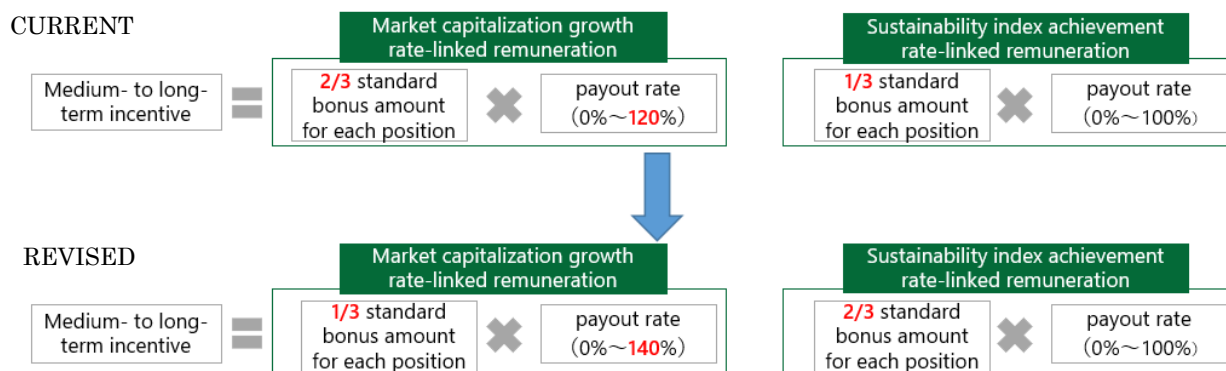 CURRENT
Market capitalization growth
rate-linked remuneration
Sustainability index achievement
rate-linked remuneration
Medium- to long-
term incentive
2/3 standard
bonus amount
for each position
payout rate
(0%～120%)
1/3 standard
bonus amount
for each position
payout rate
(0%～100%)
REVISED
Market capitalization growth
rate-linked remuneration
Sustainability index achievement
rate-linked remuneration
Medium- to long-
term incentive
1/3 standard
bonus amount
for each position
payout rate
(0%～140%)
2/3 standard
bonus amount
for each position
payout rate
(0%～100%)